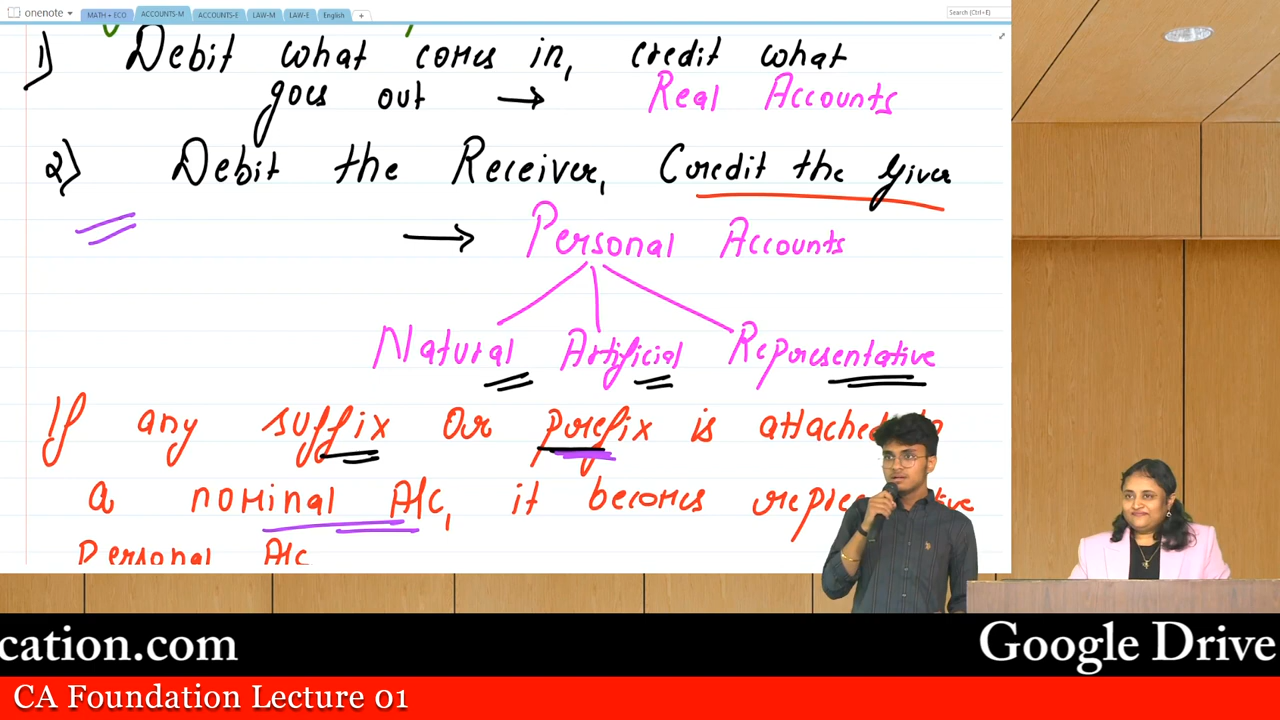 onenote
MATH + ECO
ACCOUNTS-M
ACCOUNTS-E
LAW-M
LAW-E
English
+
Search (Ctrl+E)
1) Debit what comes in, credit what
goes out → Real Accounts
2) Debit the Receiver, Credit the Giver
→ Personal Accounts
Natural Artificial Representative
If any suffix or prefix is attached to
a nominal A/c, it becomes
Personal A/c
cation.com
Google Drive
CA Foundation Lecture 01